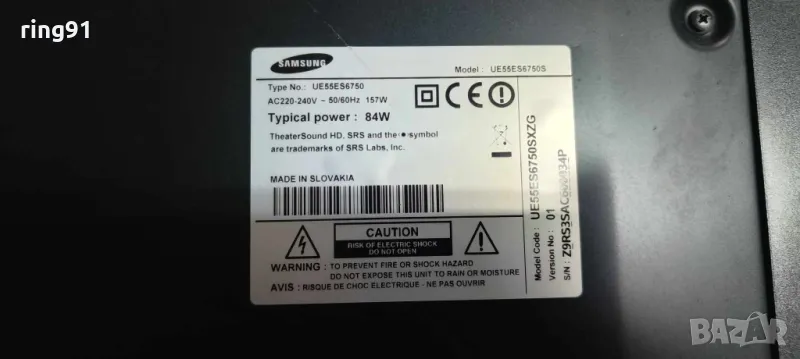 ring91
SAMSUNG
Model : UE55ES6750S
Type No.: UE55ES6750
AC220-240V ~ 50/60Hz 157W
Typical power : 84W
TheaterSound HD, SRS and the symbol
are trademarks of SRS Labs, Inc.
MADE IN SLOVAKIA
CAUTION
RISK OF ELECTRIC SHOCK
DO NOT OPEN
WARNING : TO PREVENT FIRE OR SHOCK HAZARD
DO NOT EXPOSE THIS UNIT TO RAIN OR MOISTURE
AVIS : RISQUE DE CHOC ELECTRIQUE - NE PAS OUVRIR
Model Code : UE55ES6750SXZG
Version No : 01
S/N :
BAZAR